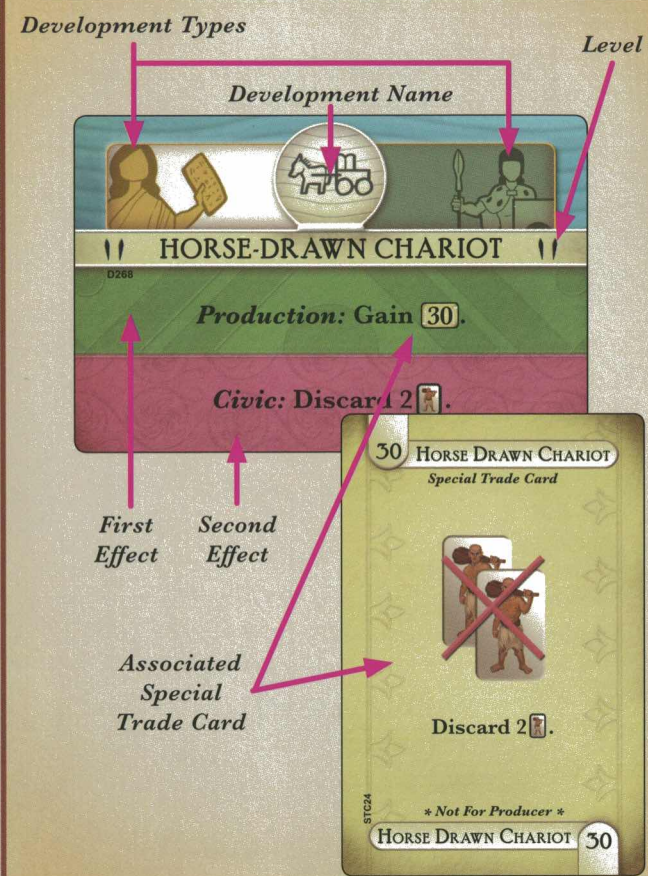 Development Types
Level
Development Name
HORSE-DRAWN CHARIOT
D268
Production: Gain 30.
Civic: Discard 2.
30 HORSE DRAWN CHARIOT
Special Trade Card
First
Effect
Second
Effect
Associated
Special
Trade Card
Discard 2.
STC24
* Not For Producer *
HORSE DRAWN CHARIOT 30